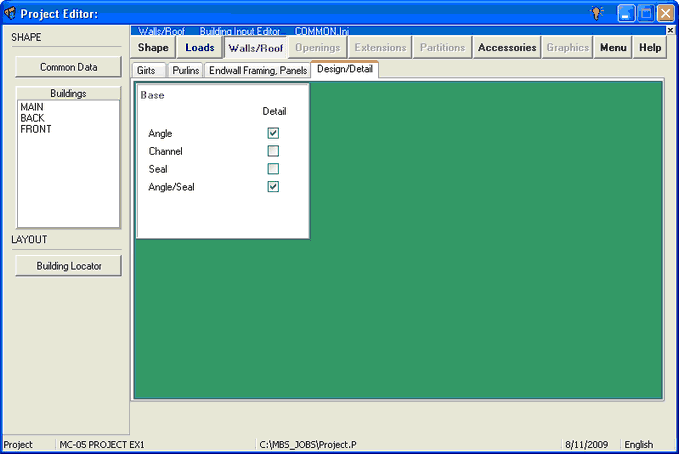 Project Editor:
SHAPE
Common Data
Buildings
MAIN
BACK
FRONT
LAYOUT
Building Locator
Walls/Roof Building Input Editor COMMON.Ini
Shape Loads Walls/Roof Openings Extensions Partitions Accessories Graphics Menu Help
Girts Purlins Endwall Framing, Panels Design/Detail
Base
Detail
Angle
Channel
Seal
Angle/Seal
Project MC-05 PROJECT EX1 C:\MBS_JOBS\Project.P 8/11/2009 English